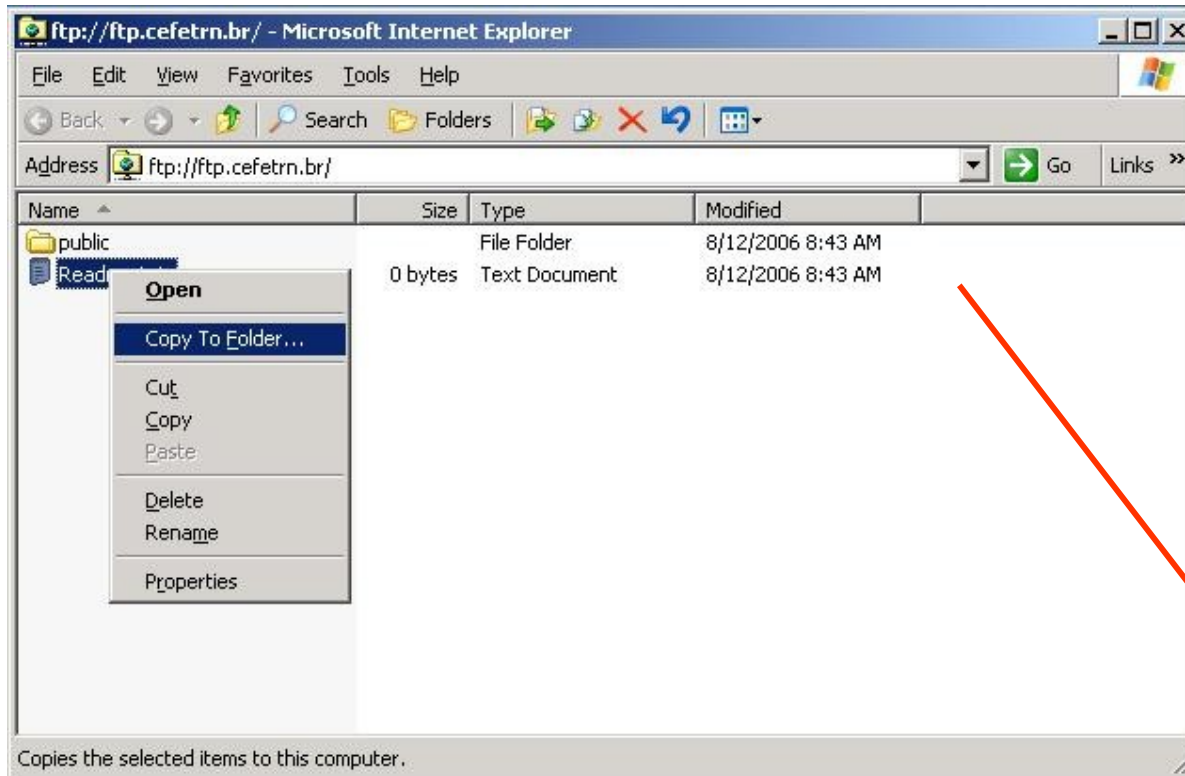 ftp://ftp.cefetrn.br/ - Microsoft Internet Explorer
File Edit View Favorites Tools Help
Back Search Folders
Address ftp://ftp.cefetrn.br/ Go Links »
Name Size Type Modified
public File Folder 8/12/2006 8:43 AM
0 bytes Text Document 8/12/2006 8:43 AM
Open
Copy To Folder...
Cut
Copy
Paste
Delete
Rename
Properties
Copies the selected items to this computer.